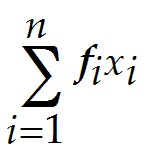 n
∑ fᵢxᵢ
i=1